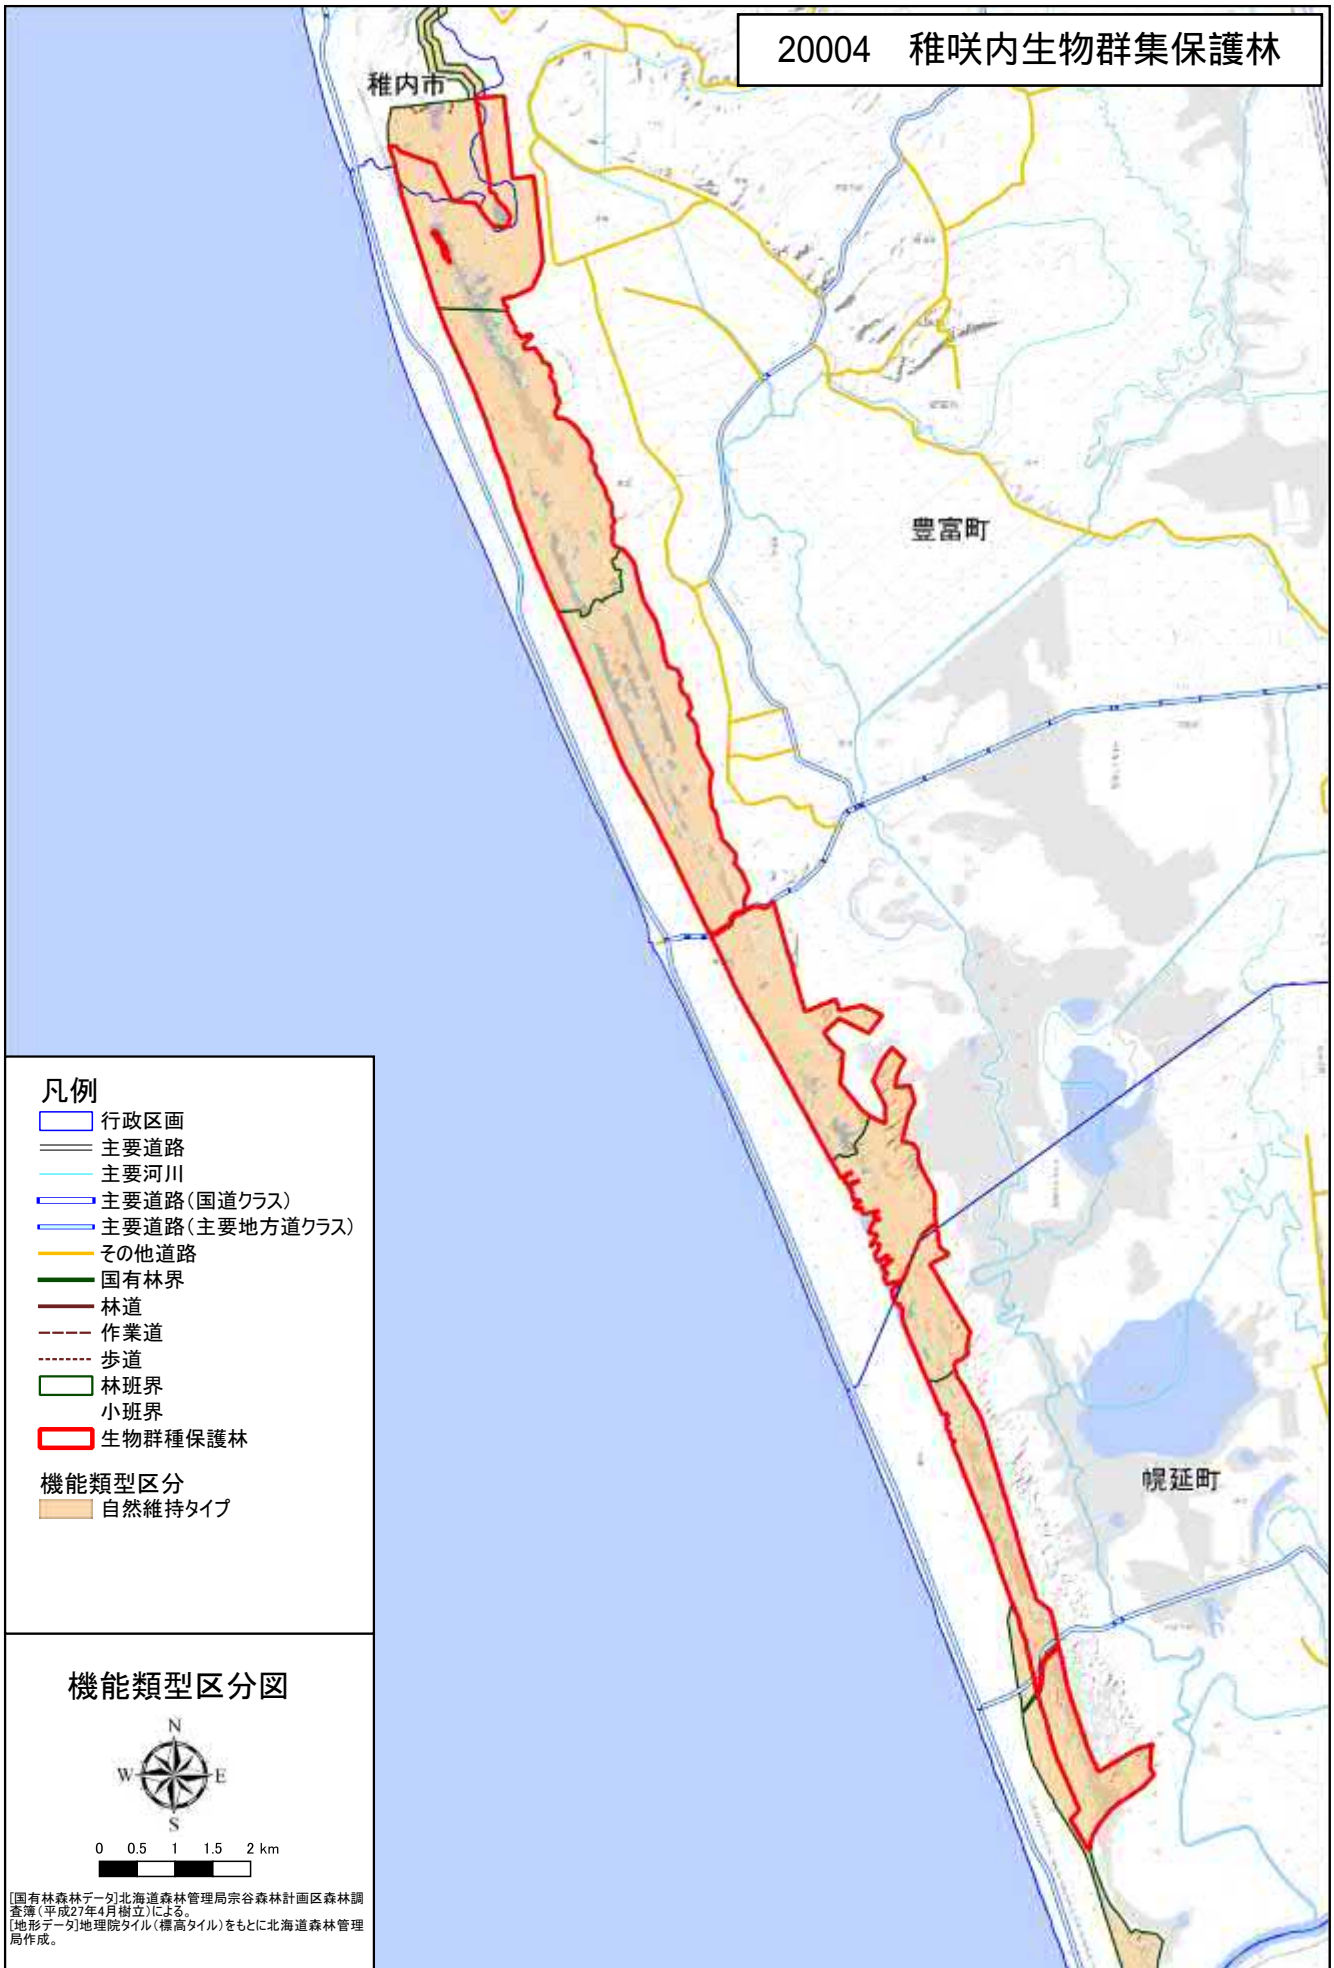 20004 稚咲内生物群集保護林
稚内市
豊富町
幌延町
凡例
行政区画
主要道路
主要河川
主要道路(国道クラス)
主要道路(主要地方道クラス)
その他道路
国有林界
林道
作業道
歩道
林班界
小班界
生物群種保護林
機能類型区分
自然維持タイプ
機能類型区分図
N
W E
S
0 0.5 1 1.5 2 km
[国有林森林データ]北海道森林管理局宗谷森林計画区森林調
査簿(平成27年4月樹立)による。
[地形データ]地理院タイル(標高タイル)をもとに北海道森林管理
局作成。